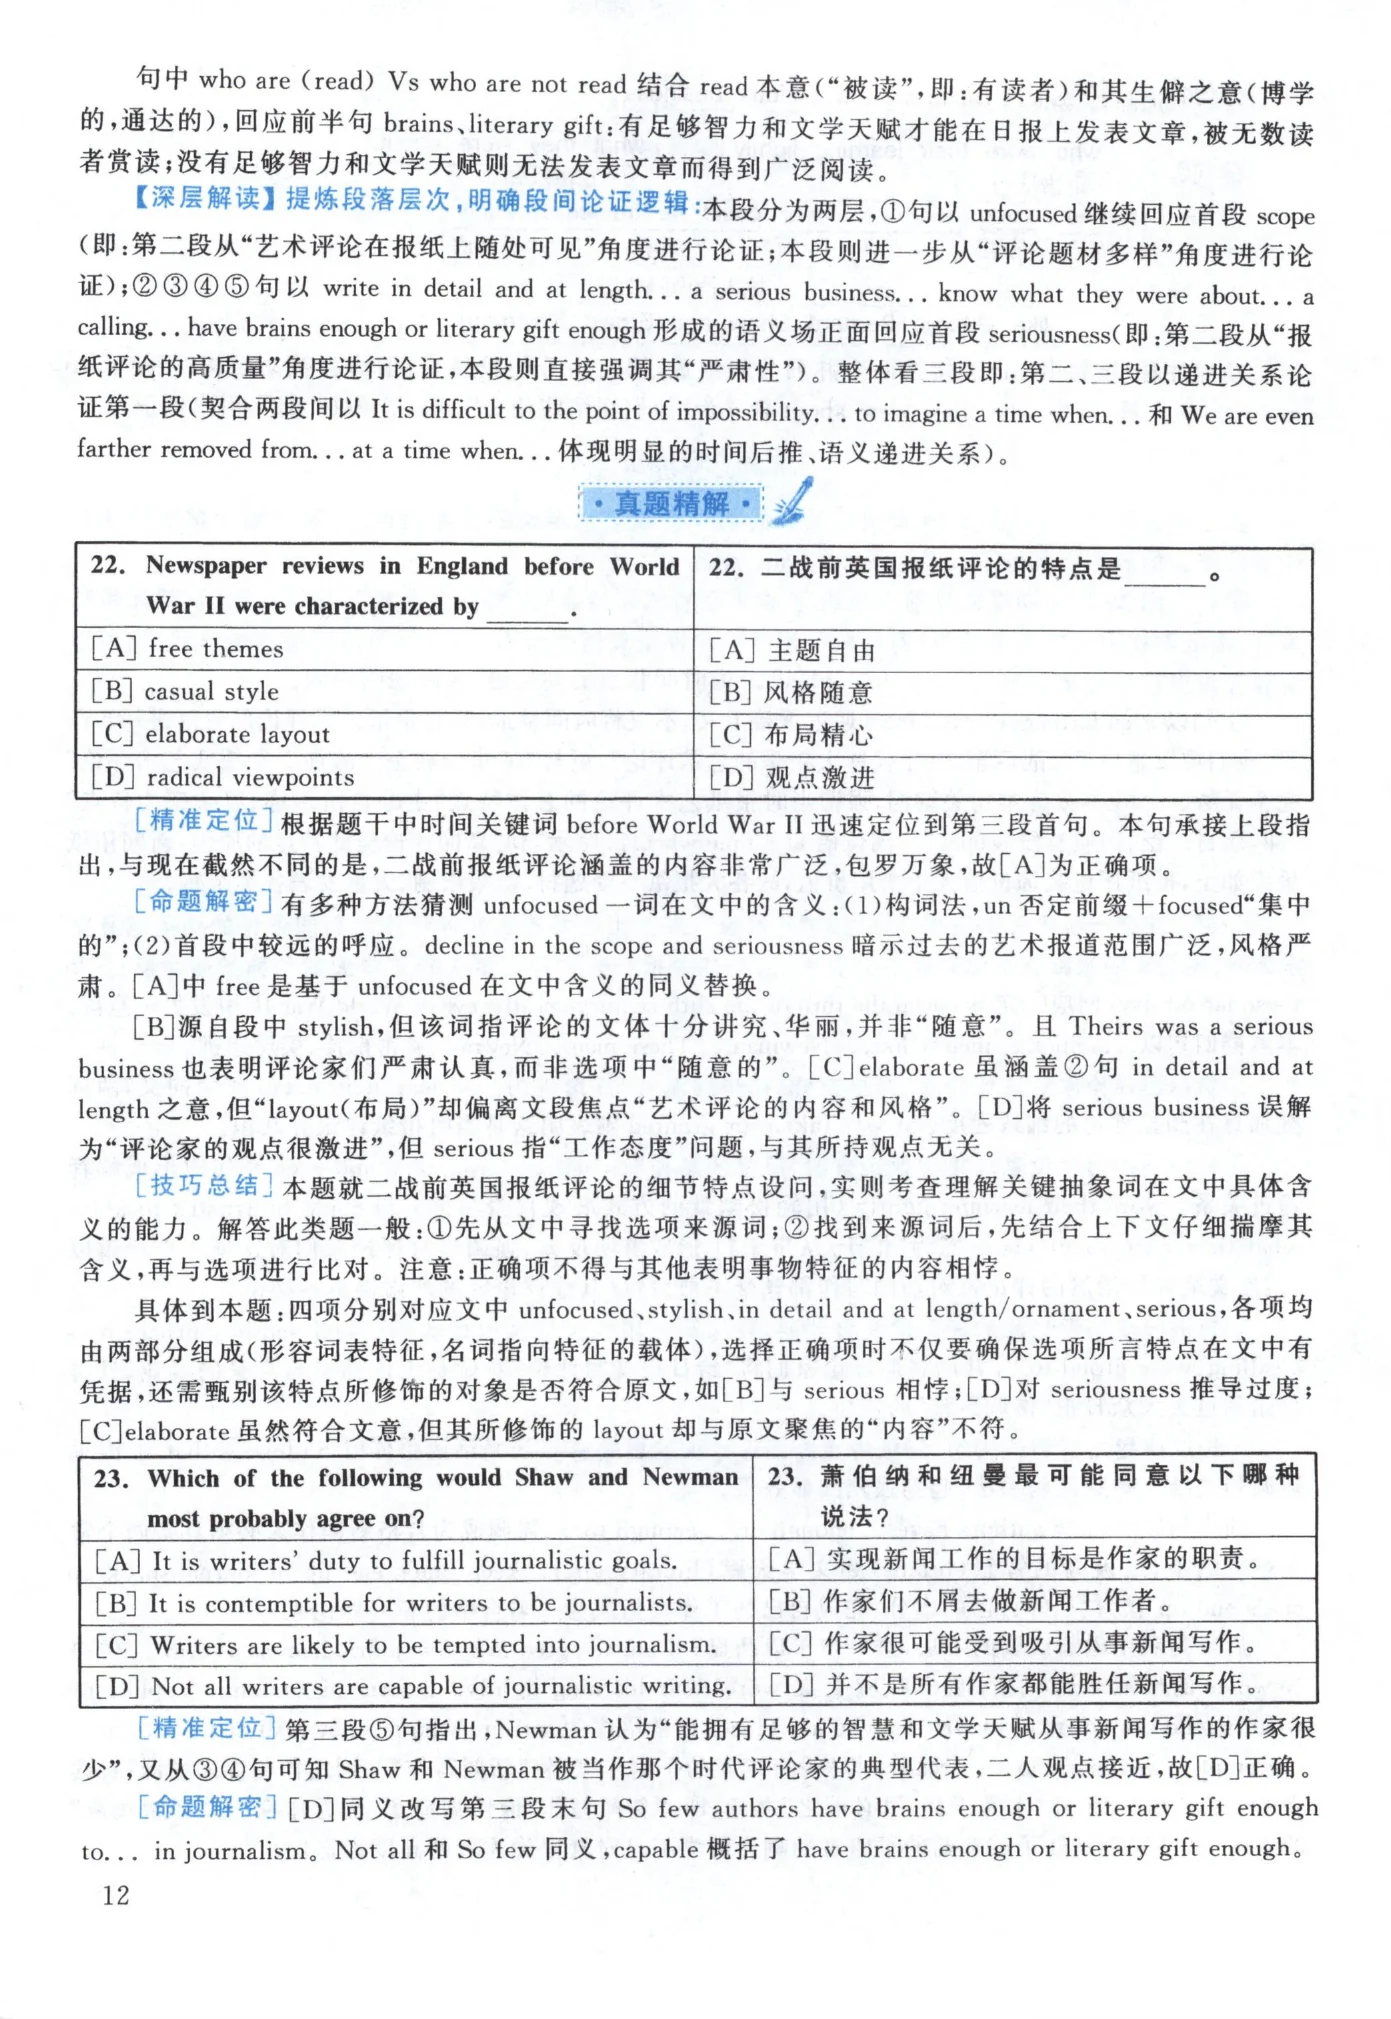 句中 who are (read) Vs who are not read 结合 read 本意(“被读”,即:有读者)和其生僻之意(博学
的,通达的),回应前半句 brains、literary gift:有足够智力和文学天赋才能在日报上发表文章,被无数读
者赏读;没有足够智力和文学天赋则无法发表文章而得到广泛阅读。
【深层解读】提炼段落层次,明确段间论证逻辑:本段分为两层,①句以 unfocused 继续回应首段 scope
(即:第二段从“艺术评论在报纸上随处可见”角度进行论证;本段则进一步从“评论题材多样”角度进行论
证);②③④⑤句以 write in detail and at length... a serious business... know what they were about... a
calling... have brains enough or literary gift enough 形成的语义场正面回应首段 seriousness(即:第二段从“报
纸评论的高质量”角度进行论证,本段则直接强调其“严肃性”)。整体看三段即:第二、三段以递进关系论
证第一段(契合两段间以 It is difficult to the point of impossibility... to imagine a time when... 和 We are even
farther removed from... at a time when... 体现明显的时间后推、语义递进关系)。
·真题精解·
22. Newspaper reviews in England before World
War II were characterized by ______.
22. 二战前英国报纸评论的特点是______。
[A] free themes
[A] 主题自由
[B] casual style
[B] 风格随意
[C] elaborate layout
[C] 布局精心
[D] radical viewpoints
[D] 观点激进
[精准定位]根据题干中时间关键词 before World War II 迅速定位到第三段首句。本句承接上段指
出,与现在截然不同的是,二战前报纸评论涵盖的内容非常广泛,包罗万象,故[A]为正确项。
[命题解密]有多种方法猜测 unfocused 一词在文中的含义:(1)构词法,un 否定前缀+focused“集中
的”;(2)首段中较远的呼应。decline in the scope and seriousness 暗示过去的艺术报道范围广泛,风格严
肃。[A]中 free 是基于 unfocused 在文中含义的同义替换。
[B]源自段中 stylish,但该词指评论的文体十分讲究、华丽,并非“随意”。且 Theirs was a serious
business 也表明评论家们严肃认真,而非选项中“随意的”。[C]elaborate 虽涵盖②句 in detail and at
length 之意,但“layout(布局)”却偏离文段焦点“艺术评论的内容和风格”。[D]将 serious business 误解
为“评论家的观点很激进”,但 serious 指“工作态度”问题,与其所持观点无关。
[技巧总结]本题就二战前英国报纸评论的细节特点设问,实则考查理解关键抽象词在文中具体含
义的能力。解答此类题一般:①先从文中寻找选项来源词;②找到来源词后,先结合上下文仔细揣摩其
含义,再与选项进行比对。注意:正确项不得与其他表明事物特征的内容相悖。
具体到本题:四项分别对应文中 unfocused、stylish、in detail and at length/ornament、serious,各项均
由两部分组成(形容词表特征,名词指向特征的载体),选择正确项时不仅要确保选项所言特点在文中有
凭据,还需甄别该特点所修饰的对象是否符合原文,如[B]与 serious 相悖;[D]对 seriousness 推导过度;
[C]elaborate 虽然符合文意,但其所修饰的 layout 却与原文聚焦的“内容”不符。
23. Which of the following would Shaw and Newman
most probably agree on?
23. 萧伯纳和纽曼最可能同意以下哪种
说法?
[A] It is writers' duty to fulfill journalistic goals.
[A] 实现新闻工作的目标是作家的职责。
[B] It is contemptible for writers to be journalists.
[B] 作家们不屑去做新闻工作者。
[C] Writers are likely to be tempted into journalism.
[C] 作家很可能受到吸引从事新闻写作。
[D] Not all writers are capable of journalistic writing.
[D] 并不是所有作家都能胜任新闻写作。
[精准定位]第三段⑤句指出,Newman 认为“能拥有足够的智慧和文学天赋从事新闻写作的作家很
少”,又从③④句可知 Shaw 和 Newman 被当作那个时代评论家的典型代表,二人观点接近,故[D]正确。
[命题解密][D]同义改写第三段末句 So few authors have brains enough or literary gift enough
to... in journalism。Not all 和 So few 同义,capable 概括了 have brains enough or literary gift enough。
12